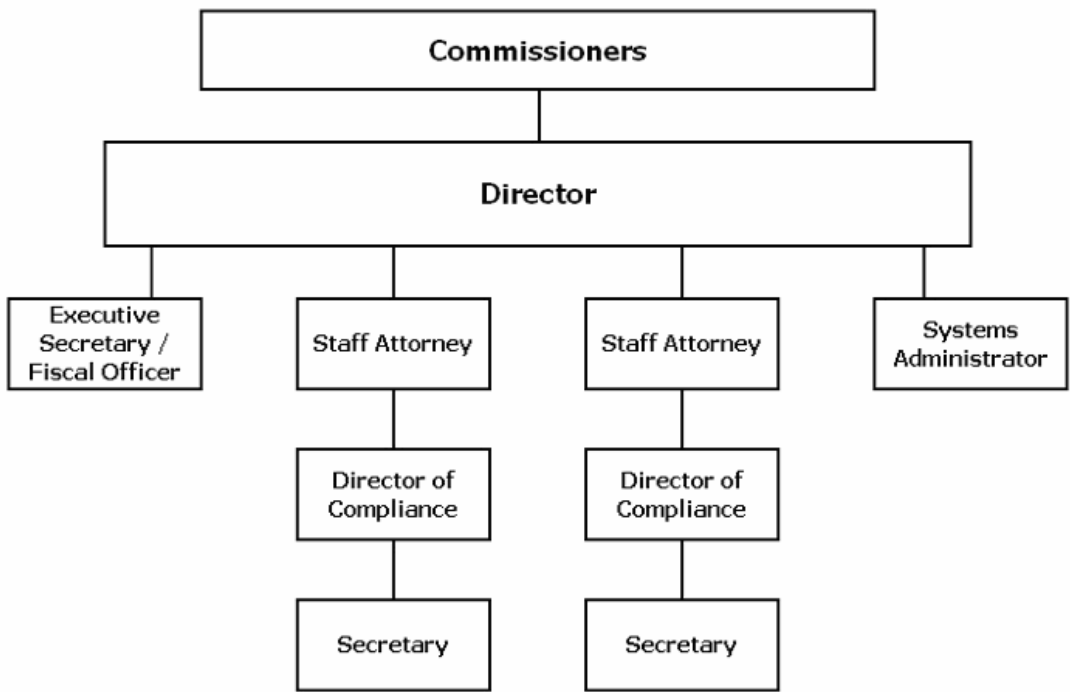 Commissioners
Director
Executive
Secretary /
Fiscal Officer
Staff Attorney
Staff Attorney
Systems
Administrator
Director of
Compliance
Director of
Compliance
Secretary
Secretary